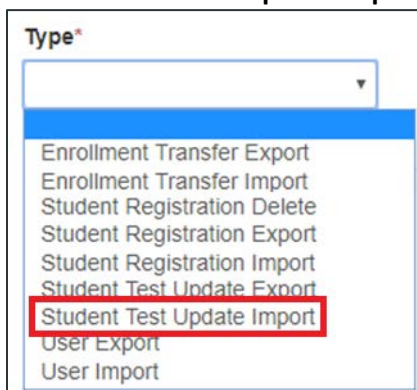 Type*
Enrollment Transfer Export
Enrollment Transfer Import
Student Registration Delete
Student Registration Export
Student Registration Import
Student Test Update Export
Student Test Update Import
User Export
User Import